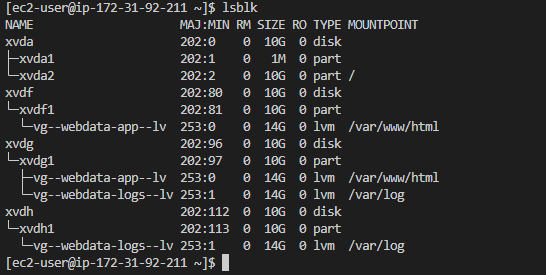 [ec2-user@ip-172-31-92-211 ~]$ lsblk
NAME                      MAJ:MIN RM SIZE RO TYPE MOUNTPOINT
xvda                      202:0    0  10G  0 disk
├─xvda1                   202:1    0   1M  0 part
└─xvda2                   202:2    0  10G  0 part /
xvdf                      202:80   0  10G  0 disk
└─xvdf1                   202:81   0  10G  0 part
  └─vg--webdata-app--lv   253:0    0  14G  0 lvm  /var/www/html
xvdg                      202:96   0  10G  0 disk
└─xvdg1                   202:97   0  10G  0 part
  ├─vg--webdata-app--lv   253:0    0  14G  0 lvm  /var/www/html
  └─vg--webdata-logs--lv  253:1    0  14G  0 lvm  /var/log
xvdh                      202:112  0  10G  0 disk
└─xvdh1                   202:113  0  10G  0 part
  └─vg--webdata-logs--lv  253:1    0  14G  0 lvm  /var/log
[ec2-user@ip-172-31-92-211 ~]$